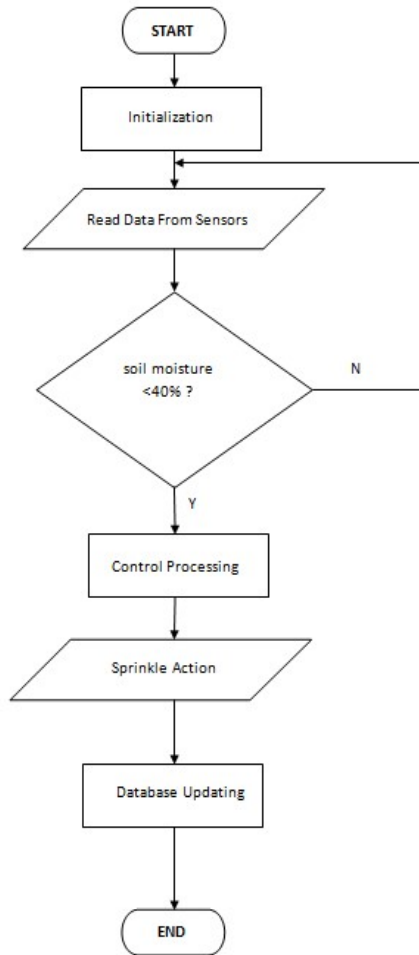 START
Initialization
Read Data From Sensors
soil moisture
<40% ?
N
Y
Control Processing
Sprinkle Action
Database Updating
END